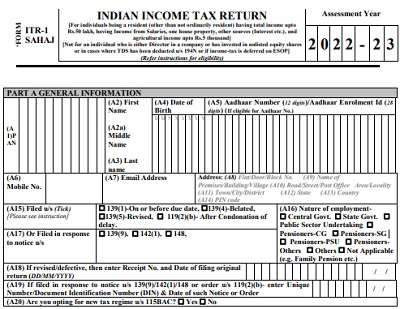 INDIAN INCOME TAX RETURN
[For individuals being a resident (other than not ordinarily resident) having total income upto
Rs.50 lakh, having Income from Salaries, one house property, other sources (Interest etc.), and
agricultural income upto Rs.5 thousand]
[Not for an individual who is either Director in a company or has invested in unlisted equity shares
or in cases where TDS has been deducted u/s 194N or if income-tax is deferred on ESOP]
(Refer instructions for eligibility)
FORM
ITR-1
SAHAJ
Assessment Year
2022-23
PART A GENERAL INFORMATION
(A
1)P
AN
(A2) First
Name
(A2a)
Middle
Name
(A3) Last
name
(A4) Date of
Birth
(A5) Aadhaar Number (12 digits)/Aadhaar Enrolment Id (28
digits) (If eligible for Aadhaar No.)
(A6)
Mobile No.
(A7) Email Address
Address: (A8) Flat/Door/Block No. (A9) Name of
Premises/Building/Village (A10) Road/Street/Post Office Area/Locality
(A11) Town/City/District (A12) State (A13) Country
(A14) PIN code
(A15) Filed u/s (Tick)
[Please see instruction]
139(1)-On or before due date, 139(4)-Belated,
139(5)-Revised, 119(2)(b)- After Condonation of
delay.
(A16) Nature of employment-
Central Govt. State Govt.
Public Sector Undertaking
Pensioners-CG Pensioners-SG
Pensioners-PSU Pensioners-
Others Others Not Applicable
(e.g. Family Pension etc.)
(A17) Or Filed in response
to notice u/s
139(9), 142(1), 148,
(A18) If revised/defective, then enter Receipt No. and Date of filing original
return (DD/MM/YYYY)
/ /
(A19) If filed in response to notice u/s 139(9)/142(1)/148 or order u/s 119(2)(b)- enter Unique
Number/Document Identification Number (DIN) & Date of such Notice or Order
/ /
(A20) Are you opting for new tax regime u/s 115BAC? Yes No